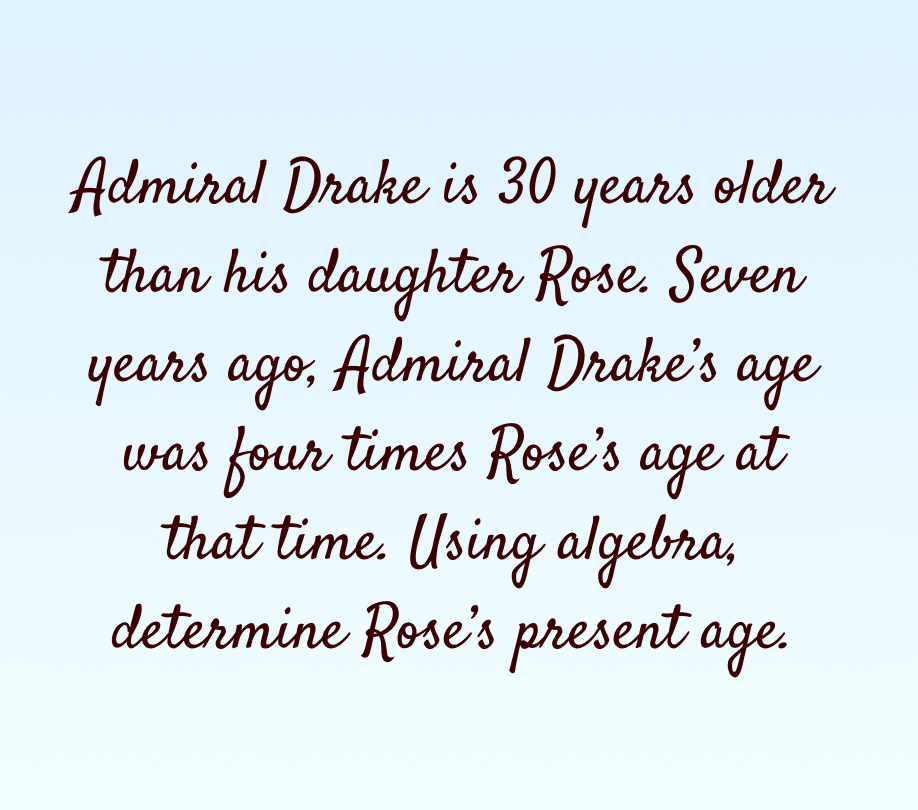 Admiral Drake is 30 years older
than his daughter Rose. Seven
years ago, Admiral Drake’s age
was four times Rose’s age at
that time. Using algebra,
determine Rose’s present age.